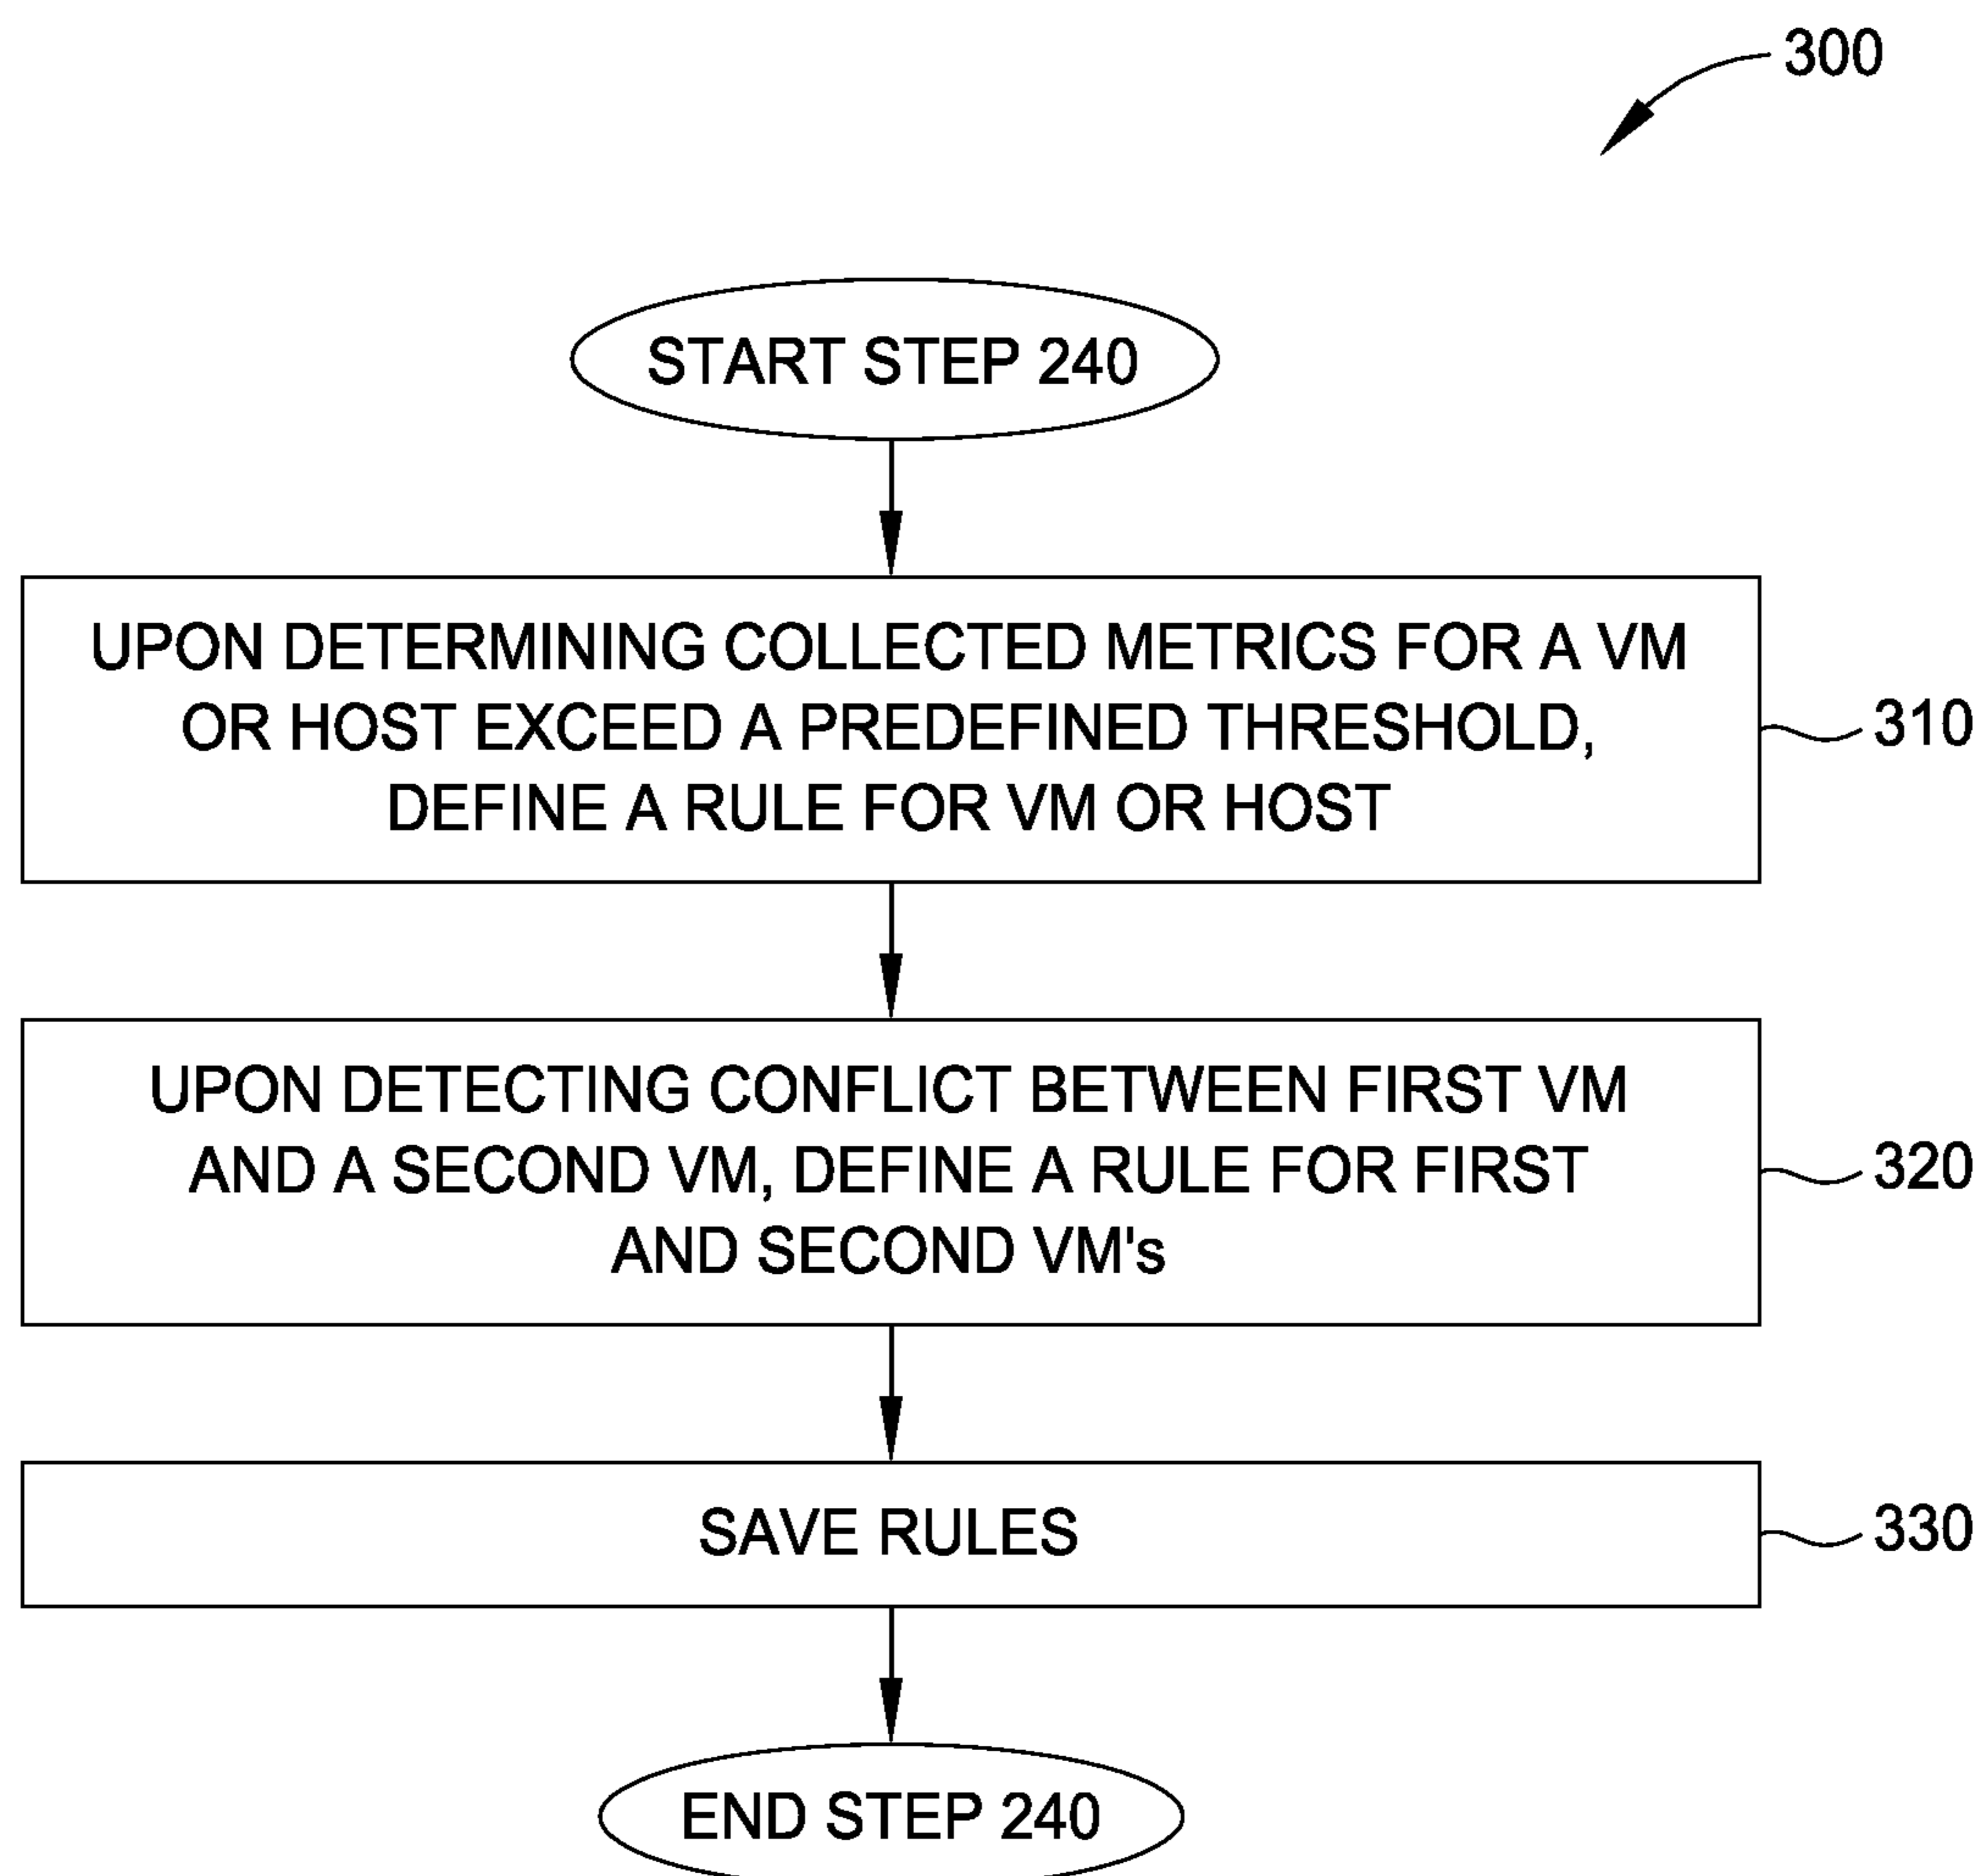 300
START STEP 240
UPON DETERMINING COLLECTED METRICS FOR A VM
OR HOST EXCEED A PREDEFINED THRESHOLD,
DEFINE A RULE FOR VM OR HOST
310
UPON DETECTING CONFLICT BETWEEN FIRST VM
AND A SECOND VM, DEFINE A RULE FOR FIRST
AND SECOND VM's
320
SAVE RULES
330
END STEP 240